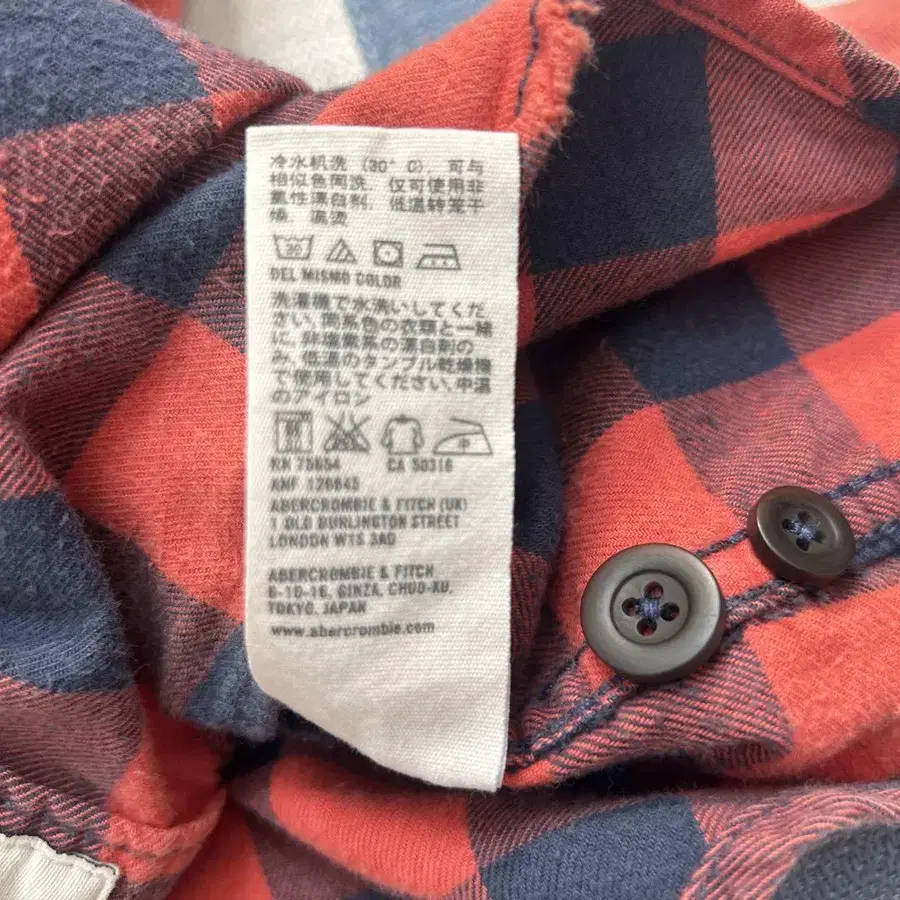 冷水机洗 (30° C), 可与
相似色同洗. 仅可使用非
氯性漂白剂. 低温转笼干
燥. 温烫
30
DEL MISMO COLOR
洗濯機で水洗いしてくだ
さい, 同系色の衣類と一緒
に, 非塩素系の漂白剤の
み, 低温のタンブル乾燥機
で使用してください, 中温
のアイロン
中
RN 75654 CA 50316
ANF 126645
ABERCROMBIE & FITCH (UK)
1 OLD BURLINGTON STREET
LONDON W1S 3AG
ABERCROMBIE & FITCH
6-10-16, GINZA, CHUO-KU,
TOKYO, JAPAN
www.abercrombie.com